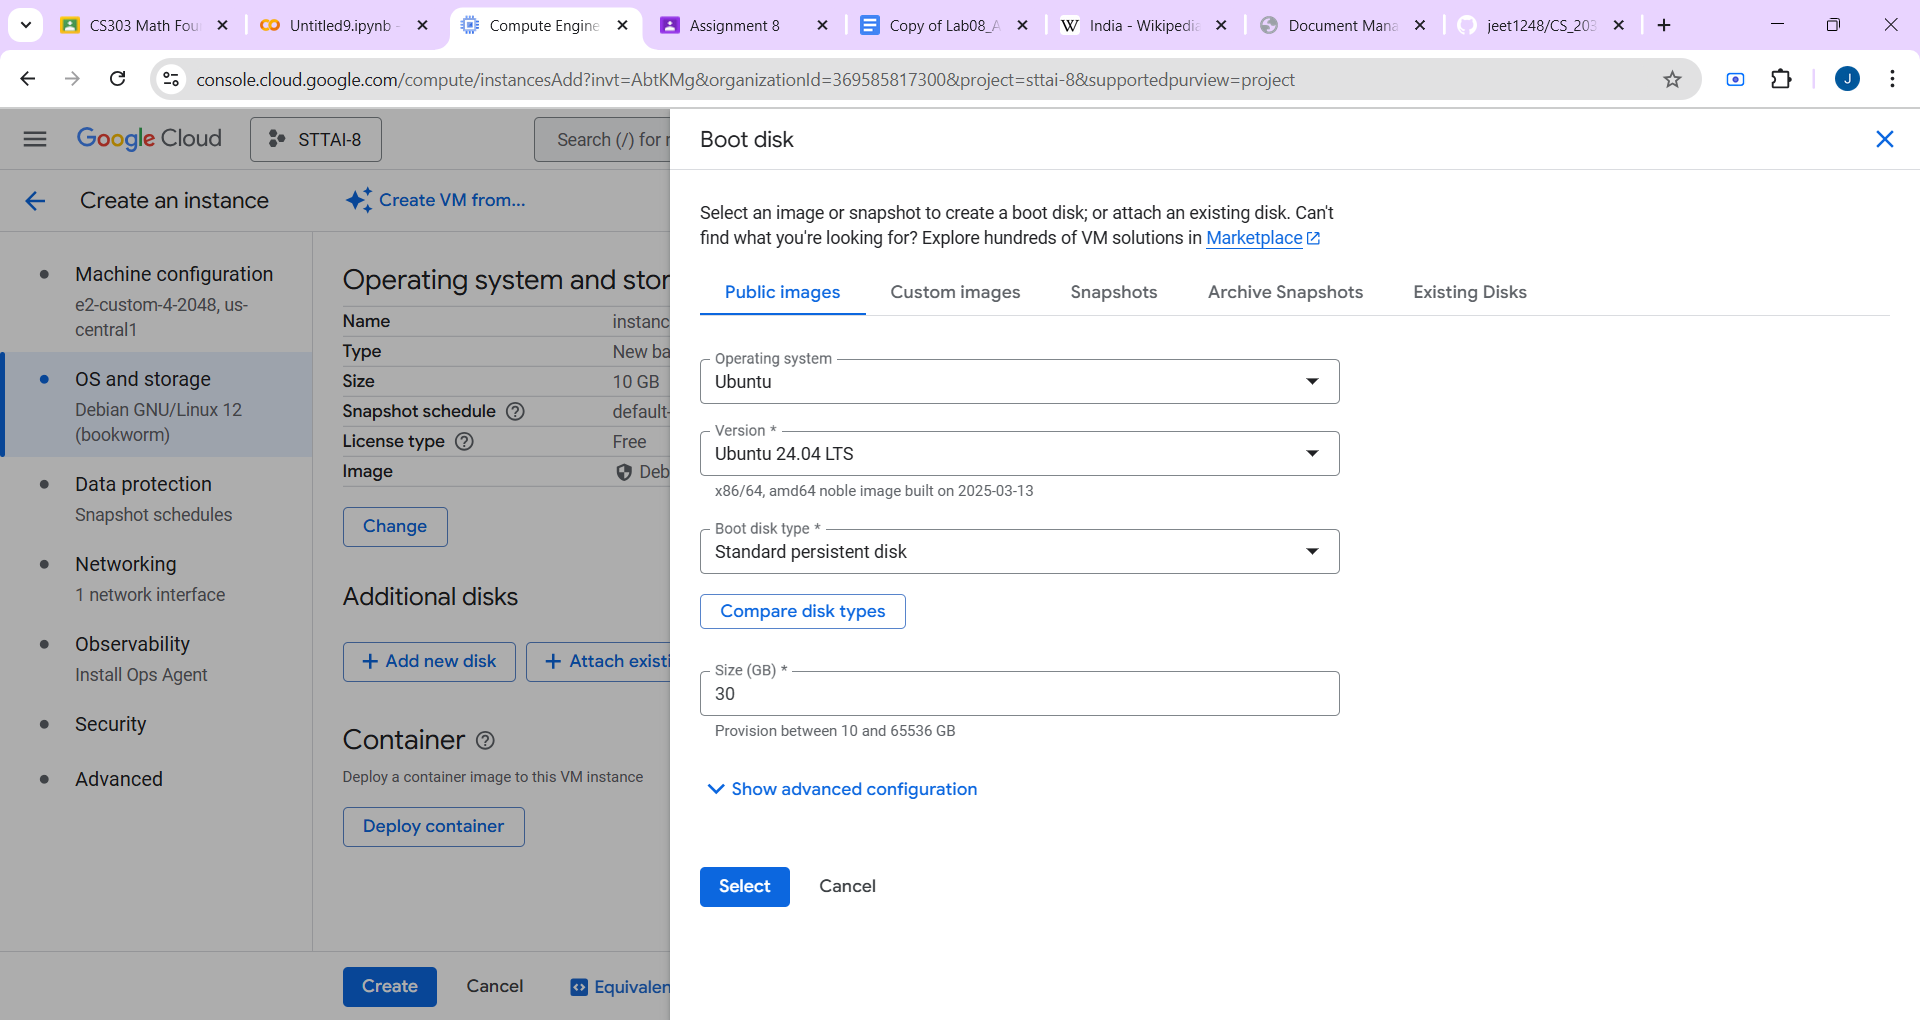 CS303 Math Fou
Untitled9.ipynb -
Compute Engine
Assignment 8
Copy of Lab08_A
India - Wikipedia
Document Mana
jeet1248/CS_203
console.cloud.google.com/compute/instancesAdd?invt=AbtKMg&organizationId=369585817300&project=sttai-8&supportedpurview=project
J
Google Cloud
STTAI-8
Search (/) for r
Create an instance
Create VM from...
Machine configuration
e2-custom-4-2048, us-
central1
OS and storage
Debian GNU/Linux 12
(bookworm)
Data protection
Snapshot schedules
Networking
1 network interface
Observability
Install Ops Agent
Security
Advanced
Operating system and stor
Name instanc
Type New ba
Size 10 GB
Snapshot schedule default-
License type Free
Image Deb
Change
Additional disks
+ Add new disk
+ Attach existi
Container
Deploy a container image to this VM instance
Deploy container
Create
Cancel
Equivalen
Boot disk
Select an image or snapshot to create a boot disk; or attach an existing disk. Can't
find what you're looking for? Explore hundreds of VM solutions in Marketplace
Public images
Custom images
Snapshots
Archive Snapshots
Existing Disks
Operating system
Ubuntu
Version *
Ubuntu 24.04 LTS
x86/64, amd64 noble image built on 2025-03-13
Boot disk type *
Standard persistent disk
Compare disk types
Size (GB) *
30
Provision between 10 and 65536 GB
Show advanced configuration
Select
Cancel